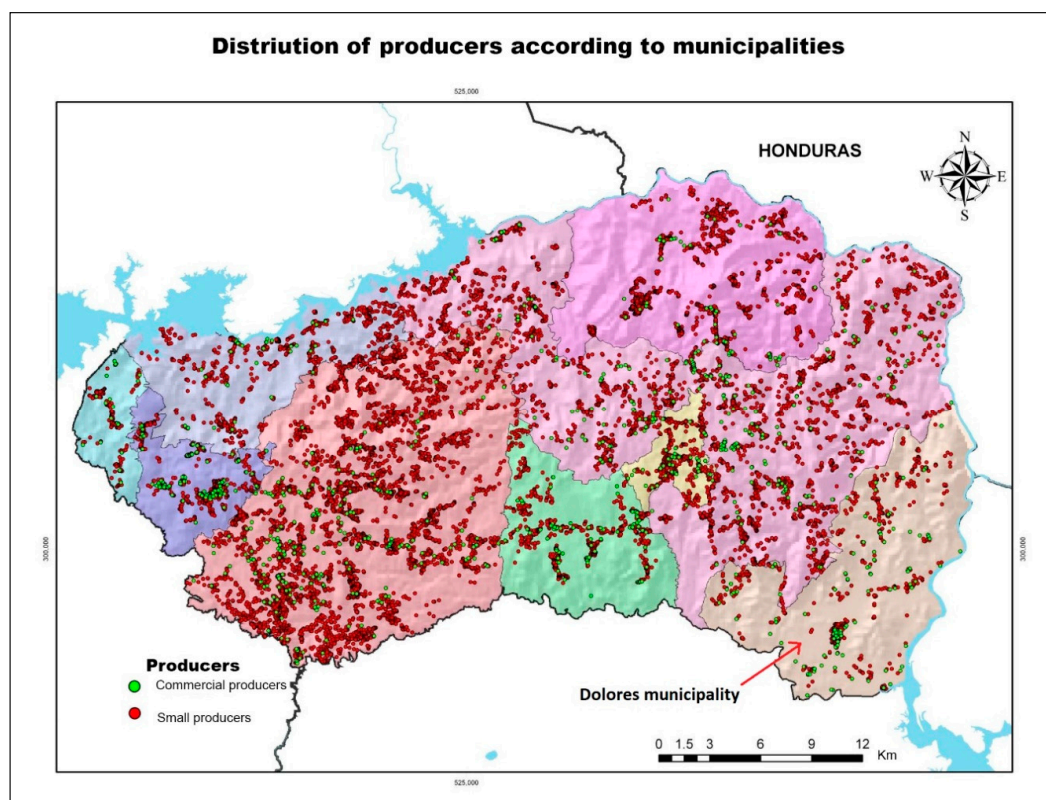 Distriution of producers according to municipalities
525,000
HONDURAS
N
W E
S
300,000
300,000
Producers
Commercial producers
Small producers
Dolores municipality
0 1.5 3 6 9 12
Km
525,000